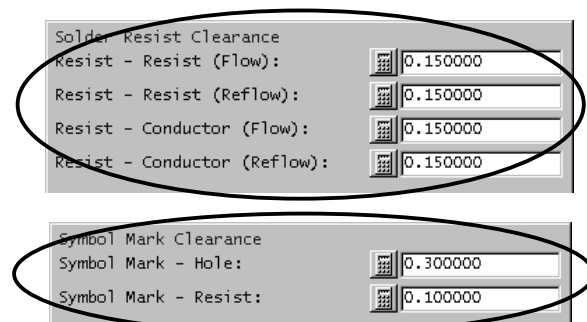 Solder Resist Clearance
Resist - Resist (Flow): 0.150000
Resist - Resist (Reflow): 0.150000
Resist - Conductor (Flow): 0.150000
Resist - Conductor (Reflow): 0.150000
Symbol Mark Clearance
Symbol Mark - Hole: 0.300000
Symbol Mark - Resist: 0.100000